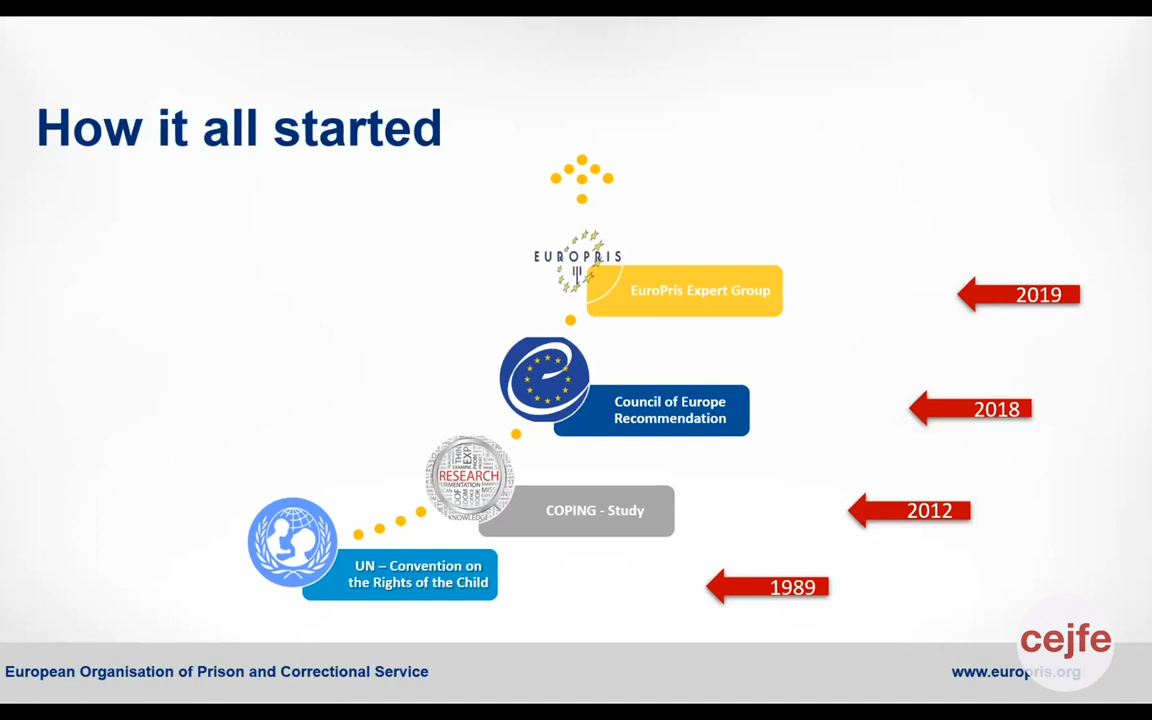 How it all started
EUROPRIS
EuroPris Expert Group
2019
Council of Europe
Recommendation
2018
RESEARCH
KNOWLEDGE
COPING - Study
2012
UN – Convention on
the Rights of the Child
1989
cejfe
European Organisation of Prison and Correctional Service
www.europris.org